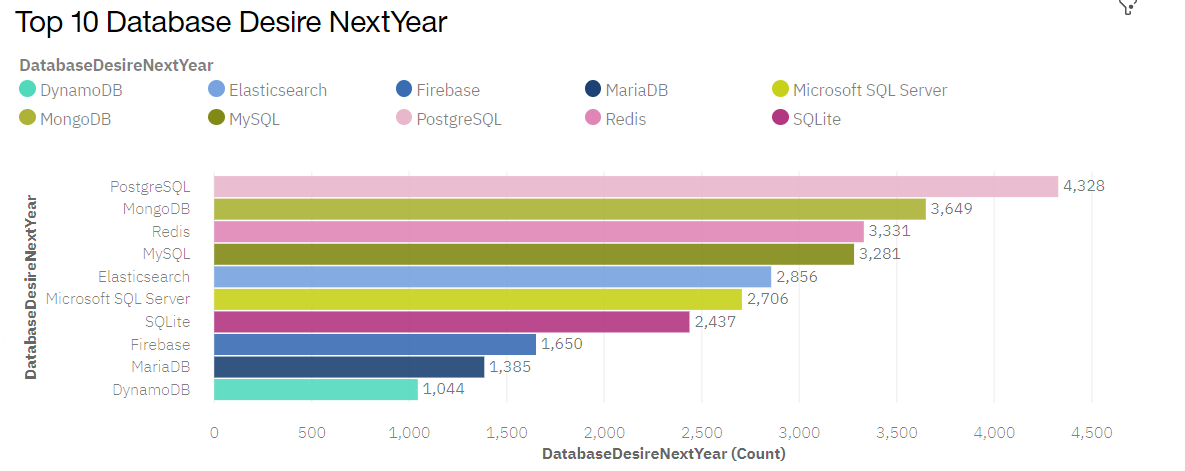 Top 10 Database Desire NextYear
DatabaseDesireNextYear
DynamoDB Elasticsearch Firebase MariaDB Microsoft SQL Server
MongoDB MySQL PostgreSQL Redis SQLite
DatabaseDesireNextYear
PostgreSQL 4,328
MongoDB 3,649
Redis 3,331
MySQL 3,281
Elasticsearch 2,856
Microsoft SQL Server 2,706
SQLite 2,437
Firebase 1,650
MariaDB 1,385
DynamoDB 1,044
0 500 1,000 1,500 2,000 2,500 3,000 3,500 4,000 4,500
DatabaseDesireNextYear (Count)